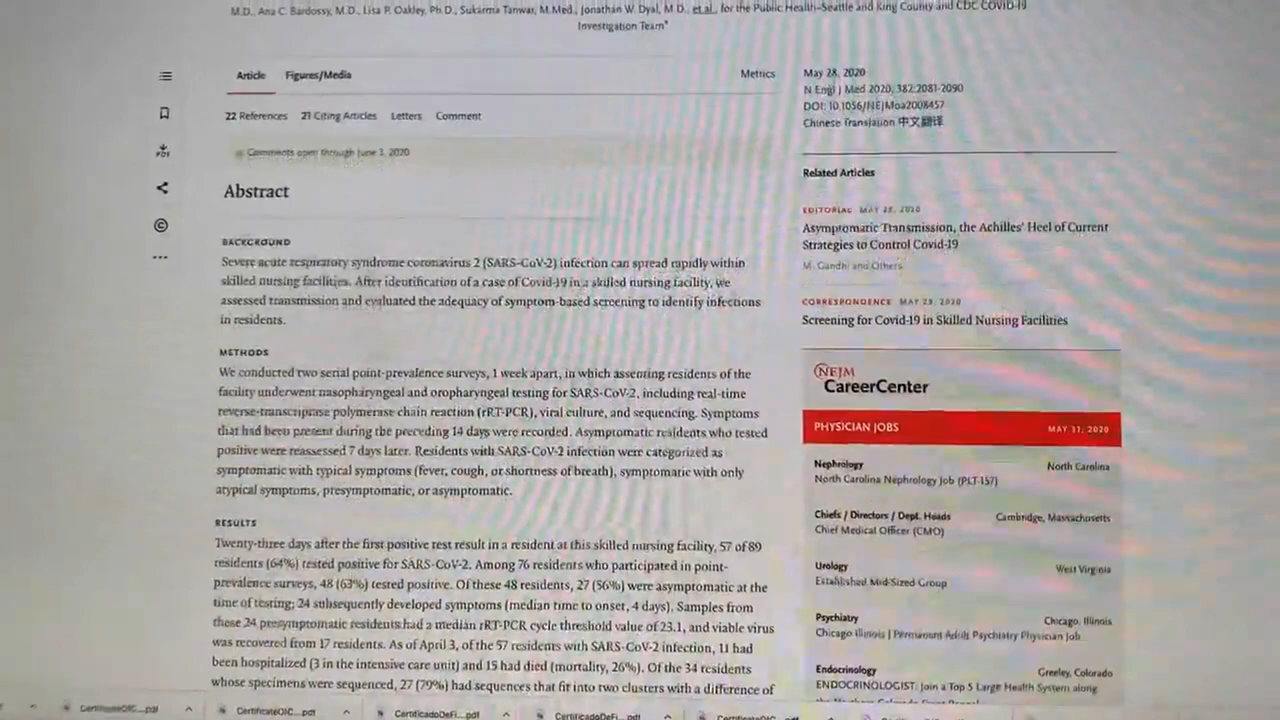 M.D., Ana C. Bardossy, M.D., Lisa P. Oakley, Ph.D., Sukarma Tanwar, M.Med., Jonathan W. Dyal, M.D., et al., for the Public Health–Seattle and King County and CDC COVID-19
Investigation Team*
Article Figures/Media Metrics
22 References 21 Citing Articles Letters Comment
Comments open through June 3, 2020
Abstract
BACKGROUND
Severe acute respiratory syndrome coronavirus 2 (SARS-CoV-2) infection can spread rapidly within
skilled nursing facilities. After identification of a case of Covid-19 in a skilled nursing facility, we
assessed transmission and evaluated the adequacy of symptom-based screening to identify infections
in residents.
METHODS
We conducted two serial point-prevalence surveys, 1 week apart, in which assenting residents of the
facility underwent nasopharyngeal and oropharyngeal testing for SARS-CoV-2, including real-time
reverse-transcriptase polymerase chain reaction (rRT-PCR), viral culture, and sequencing. Symptoms
that had been present during the preceding 14 days were recorded. Asymptomatic residents who tested
positive were reassessed 7 days later. Residents with SARS-CoV-2 infection were categorized as
symptomatic with typical symptoms (fever, cough, or shortness of breath), symptomatic with only
atypical symptoms, presymptomatic, or asymptomatic.
RESULTS
Twenty-three days after the first positive test result in a resident at this skilled nursing facility, 57 of 89
residents (64%) tested positive for SARS-CoV-2. Among 76 residents who participated in point-
prevalence surveys, 48 (63%) tested positive. Of these 48 residents, 27 (56%) were asymptomatic at the
time of testing; 24 subsequently developed symptoms (median time to onset, 4 days). Samples from
these 24 presymptomatic residents had a median rRT-PCR cycle threshold value of 23.1, and viable virus
was recovered from 17 residents. As of April 3, of the 57 residents with SARS-CoV-2 infection, 11 had
been hospitalized (3 in the intensive care unit) and 15 had died (mortality, 26%). Of the 34 residents
whose specimens were sequenced, 27 (79%) had sequences that fit into two clusters with a difference of
May 28, 2020
N Engl J Med 2020; 382:2081-2090
DOI: 10.1056/NEJMoa2008457
Chinese Translation 中文翻译
Related Articles
EDITORIAL MAY 28, 2020
Asymptomatic Transmission, the Achilles' Heel of Current
Strategies to Control Covid-19
M. Gandhi and Others
CORRESPONDENCE MAY 29, 2020
Screening for Covid-19 in Skilled Nursing Facilities
NEJM
CareerCenter
PHYSICIAN JOBS MAY 31, 2020
Nephrology North Carolina
North Carolina Nephrology Job (PLT-157)
Chiefs / Directors / Dept. Heads Cambridge, Massachusetts
Chief Medical Officer (CMO)
Urology West Virginia
Established Mid-Sized Group
Psychiatry Chicago, Illinois
Chicago Illinois | Permanant Adult Psychiatry Physician Job
Endocrinology Greeley, Colorado
ENDOCRINOLOGIST: Join a Top 5 Large Health System along
CertificateOIC....pdf CertificateOIC....pdf CertificadoDeFi....pdf CertificadoDeFi....pdf CertificateOIC....pdf